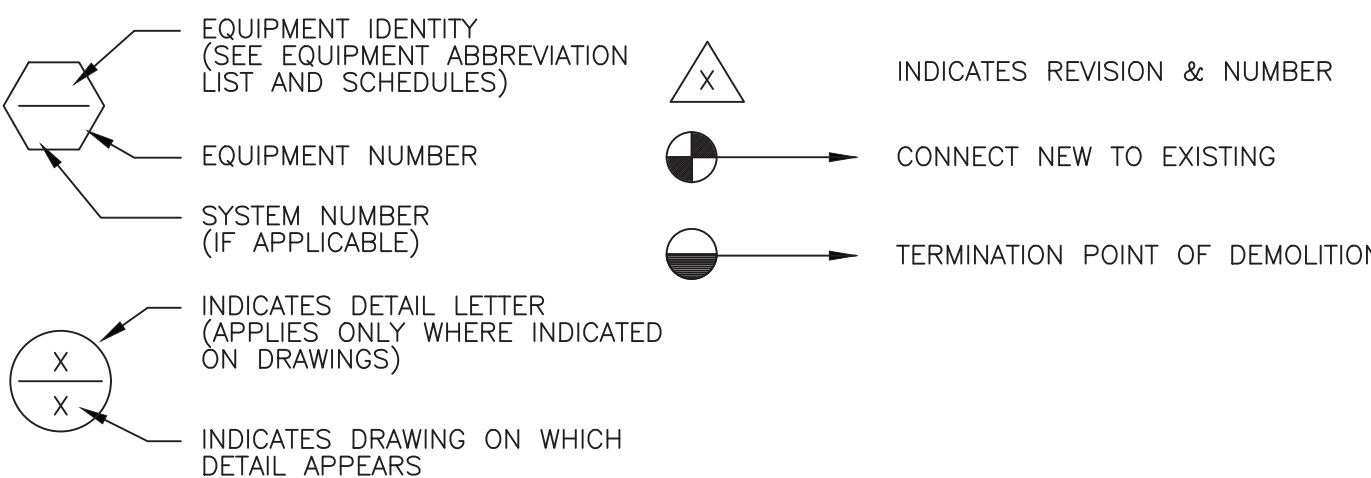 EQUIPMENT IDENTITY
(SEE EQUIPMENT ABBREVIATION
LIST AND SCHEDULES)
EQUIPMENT NUMBER
SYSTEM NUMBER
(IF APPLICABLE)
X
X
INDICATES DETAIL LETTER
(APPLIES ONLY WHERE INDICATED
ON DRAWINGS)
INDICATES DRAWING ON WHICH
DETAIL APPEARS
X
INDICATES REVISION & NUMBER
CONNECT NEW TO EXISTING
TERMINATION POINT OF DEMOLITION